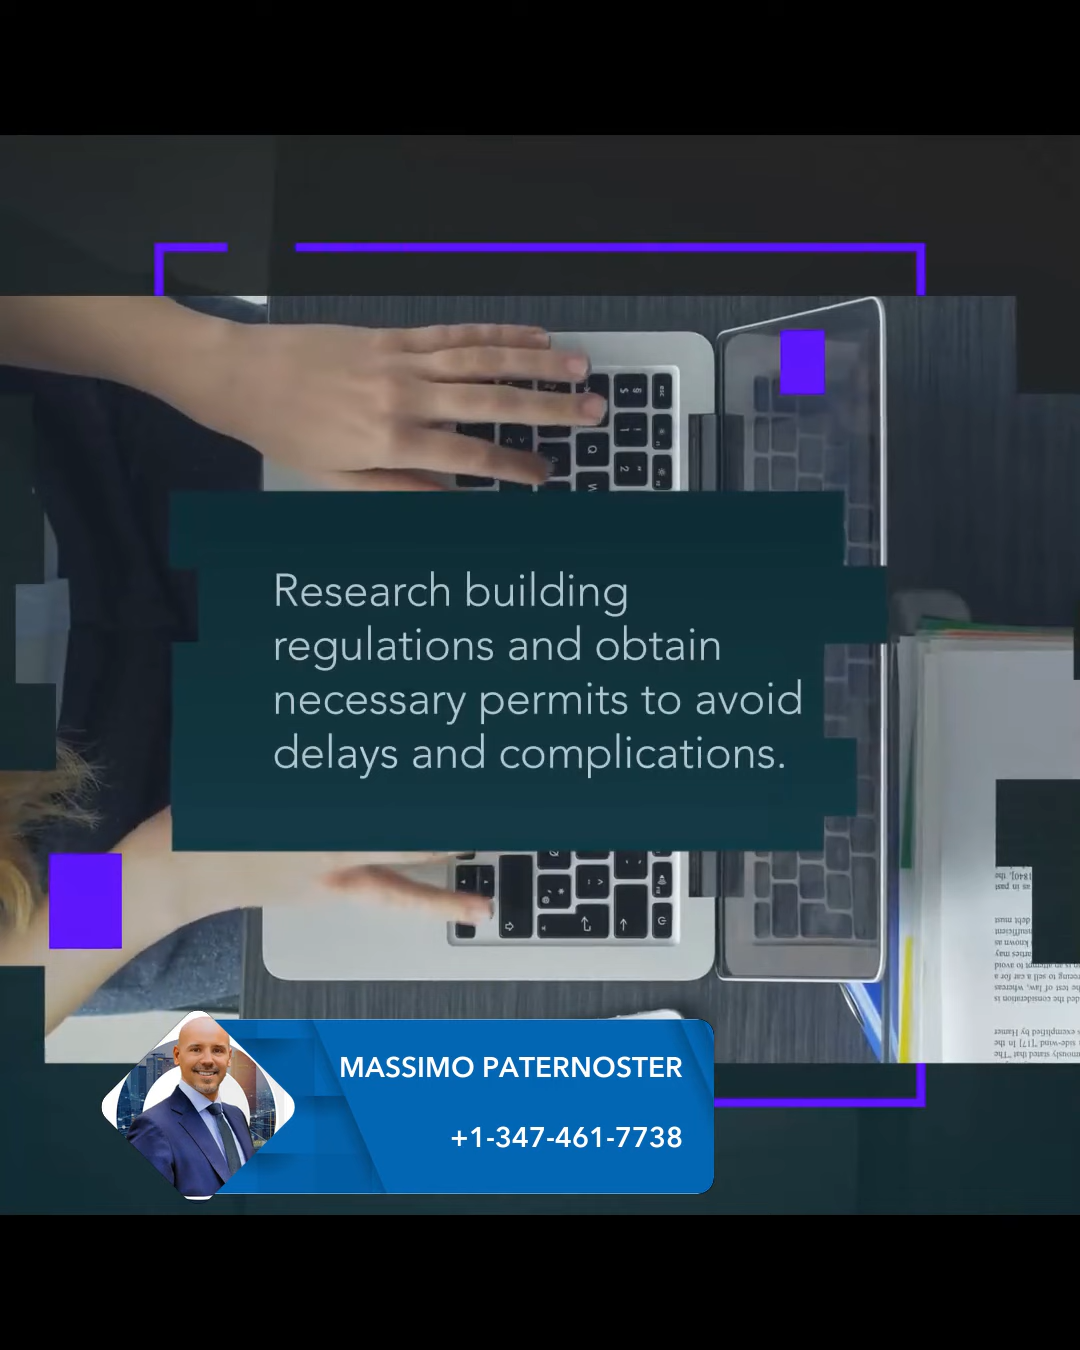 Research building
regulations and obtain
necessary permits to avoid
delays and complications.
MASSIMO PATERNOSTER
+1-347-461-7738